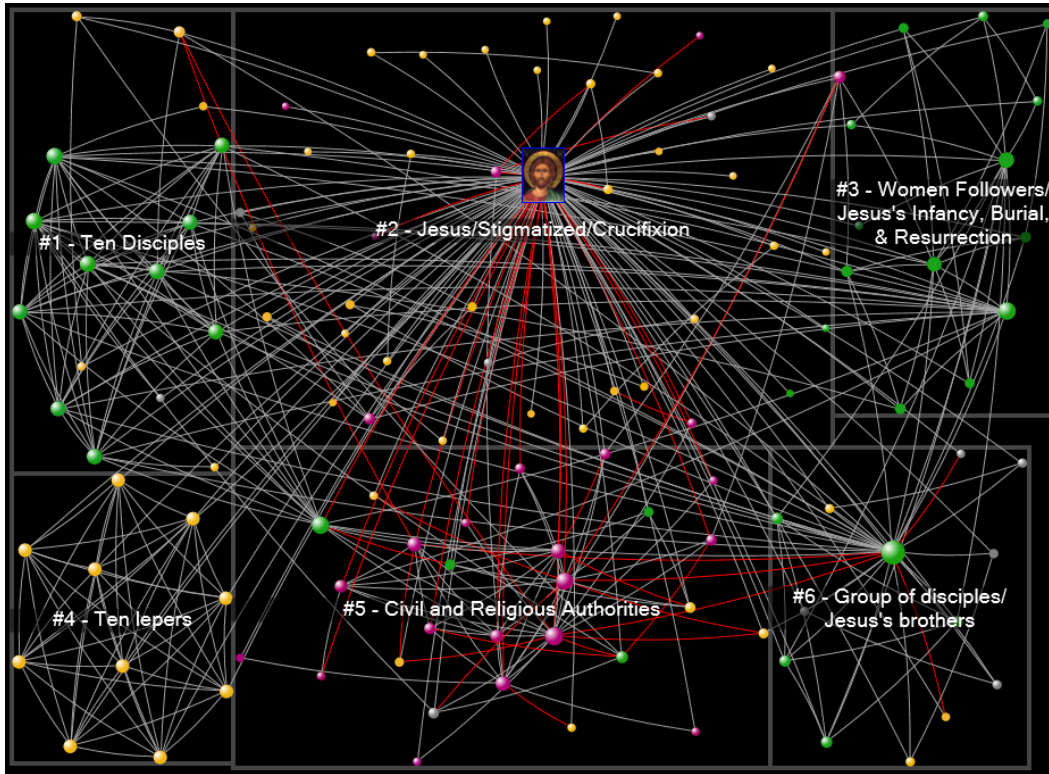 #1 - Ten Disciples
#2 - Jesus/Stigmatized/Crucifixion
#3 - Women Followers/
Jesus's Infancy, Burial,
& Resurrection
#4 - Ten lepers
#5 - Civil and Religious Authorities
#6 - Group of disciples/
Jesus's brothers